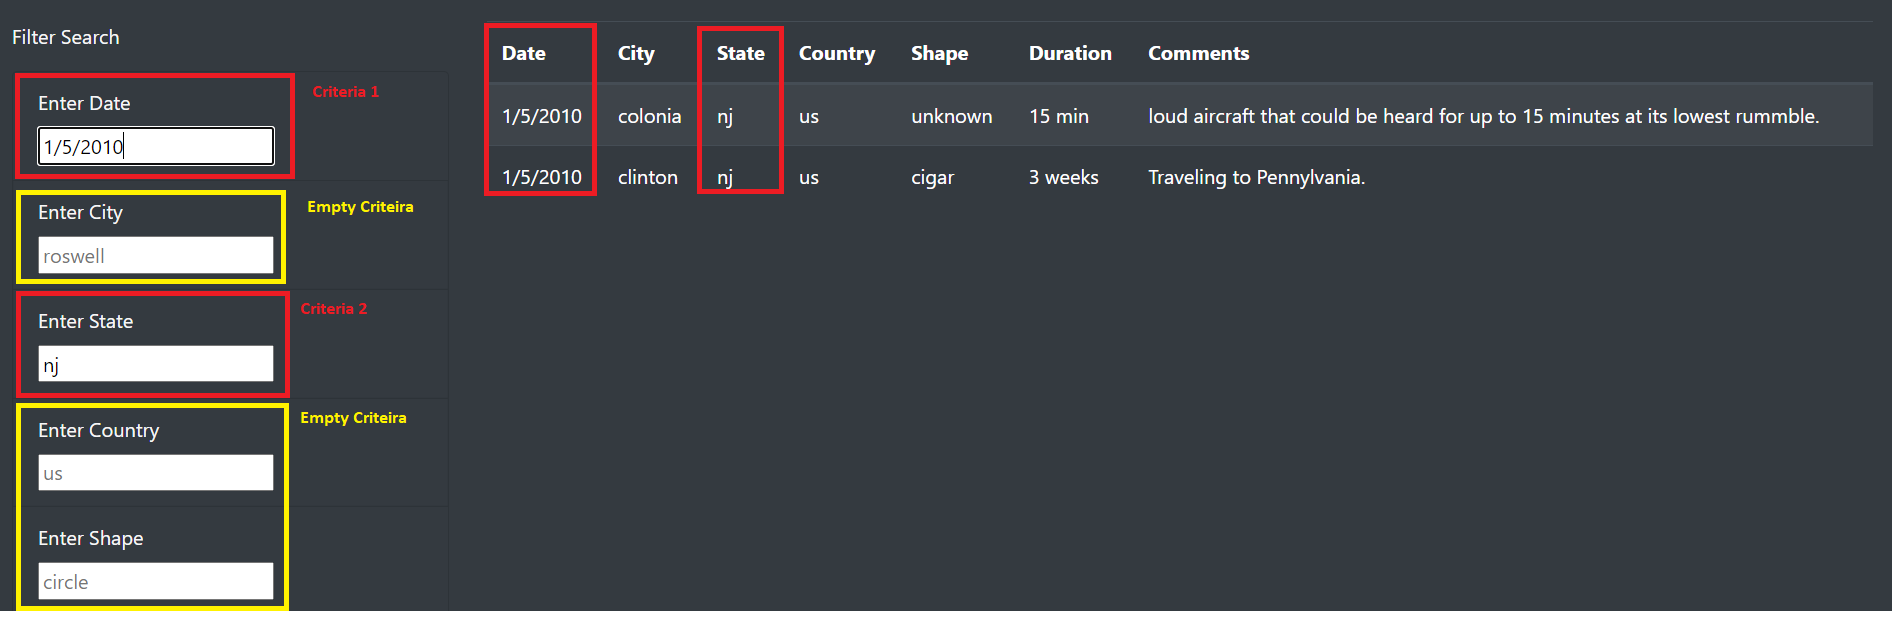 Filter Search
Enter Date
Criteria 1
1/5/2010
Enter City
Empty Criteira
roswell
Enter State
Criteria 2
nj
Enter Country
Empty Criteira
us
Enter Shape
circle
Date City State Country Shape Duration Comments
1/5/2010 colonia nj us unknown 15 min loud aircraft that could be heard for up to 15 minutes at its lowest rummble.
1/5/2010 clinton nj us cigar 3 weeks Traveling to Pennylvania.